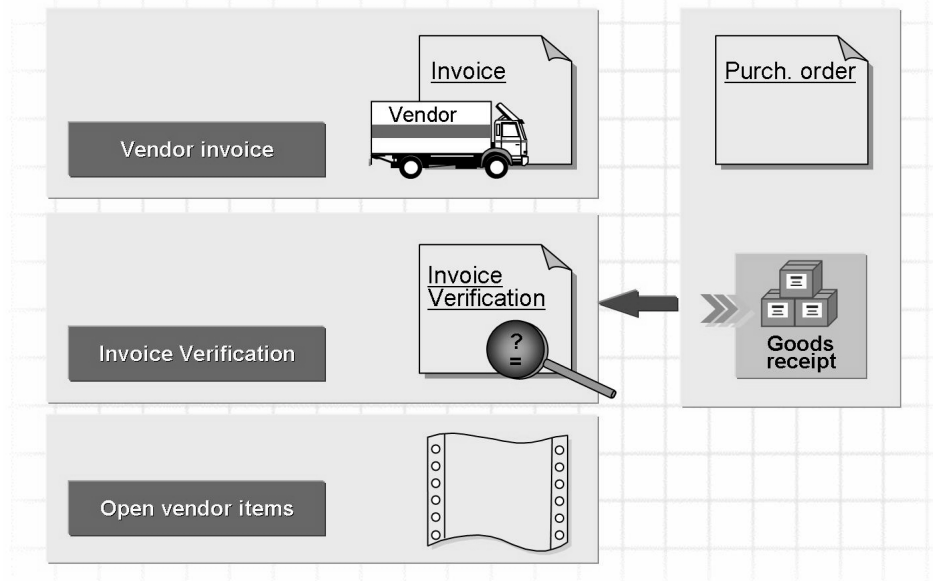 Invoice
Vendor
Vendor invoice
Purch. order
Invoice
Verification
?
=
Invoice Verification
Goods
receipt
Open vendor items